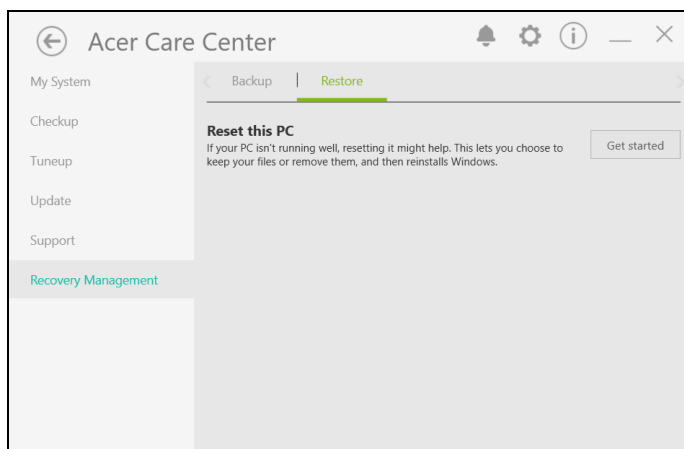 Acer Care Center
My System
Checkup
Tuneup
Update
Support
Recovery Management
Backup
Restore
Reset this PC
If your PC isn't running well, resetting it might help. This lets you choose to
keep your files or remove them, and then reinstalls Windows.
Get started